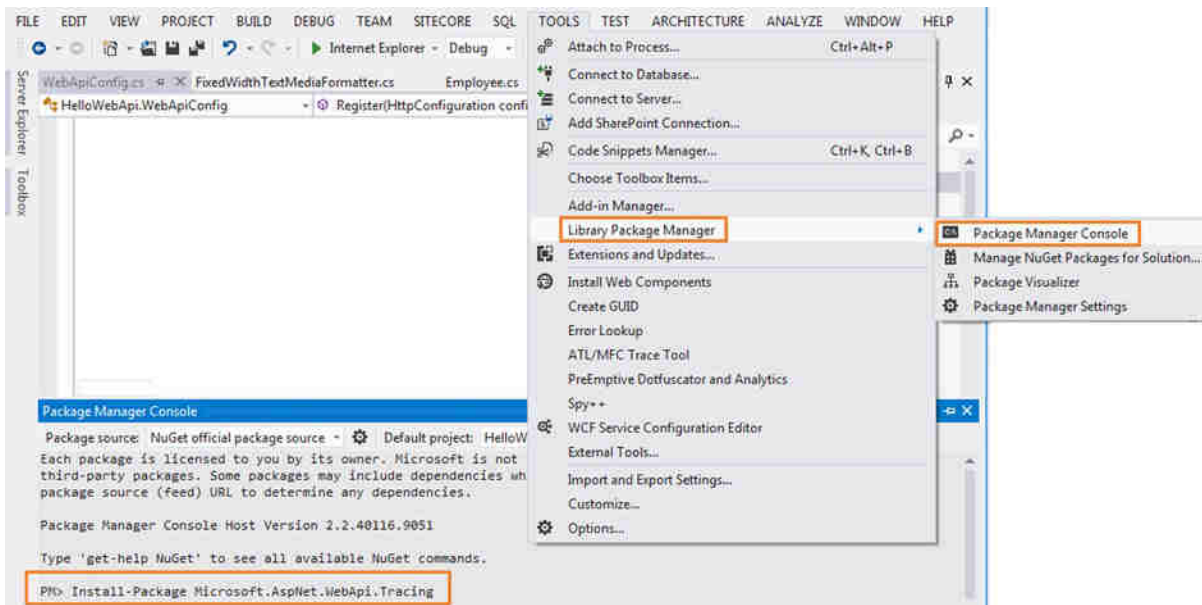 FILE EDIT VIEW PROJECT BUILD DEBUG TEAM SITECORE SQL TOOLS TEST ARCHITECTURE ANALYZE WINDOW HELP
Internet Explorer Debug
Server Explorer
Toolbox
WebApiConfig.cs FixedWidthTextMediaFormatter.cs Employee.cs
HelloWebApi.WebApiConfig Register(HttpConfiguration confi
Attach to Process... Ctrl+Alt+P
Connect to Database...
Connect to Server...
Add SharePoint Connection...
Code Snippets Manager... Ctrl+K, Ctrl+B
Choose Toolbox Items...
Add-in Manager...
Library Package Manager
Extensions and Updates...
Install Web Components
Create GUID
Error Lookup
ATL/MFC Trace Tool
PreEmptive Dotfuscator and Analytics
Spy++
WCF Service Configuration Editor
External Tools...
Import and Export Settings...
Customize...
Options...
Package Manager Console
Manage NuGet Packages for Solution...
Package Visualizer
Package Manager Settings
Package Manager Console
Package source: NuGet official package source Default project: HelloW
Each package is licensed to you by its owner. Microsoft is not
third-party packages. Some packages may include dependencies wh
package source (feed) URL to determine any dependencies.
Package Manager Console Host Version 2.2.40116.9051
Type 'get-help NuGet' to see all available NuGet commands.
PM> Install-Package Microsoft.AspNet.WebApi.Tracing